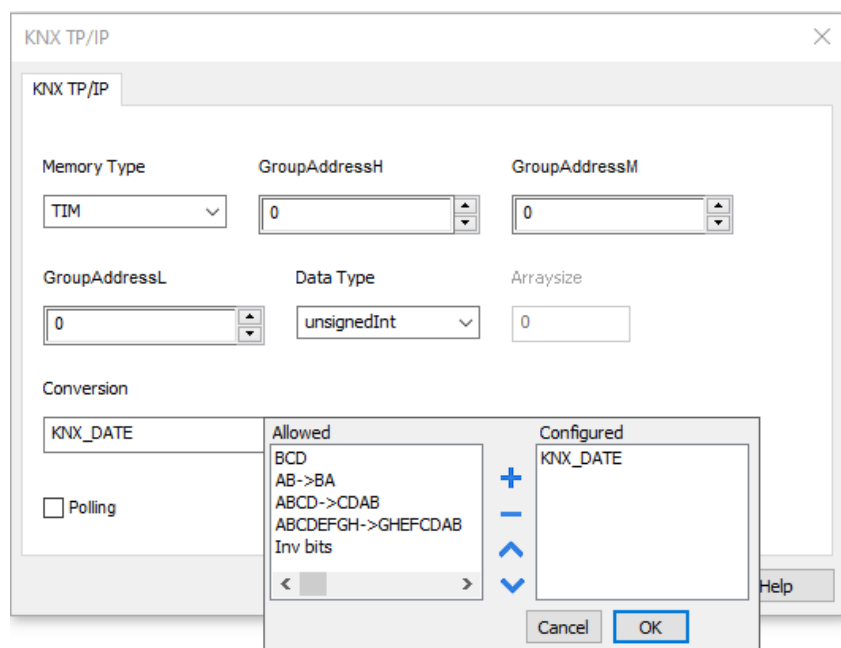 KNX TP/IP
KNX TP/IP
Memory Type GroupAddressH GroupAddressM
TIM 0 0
GroupAddressL Data Type Arraysize
0 unsignedInt 0
Conversion
KNX_DATE
Allowed Configured
BCD KNX_DATE
AB->BA
ABCD->CDAB
ABCDEFGH->GHEFCDAB
Inv bits
Polling
Help
Cancel OK